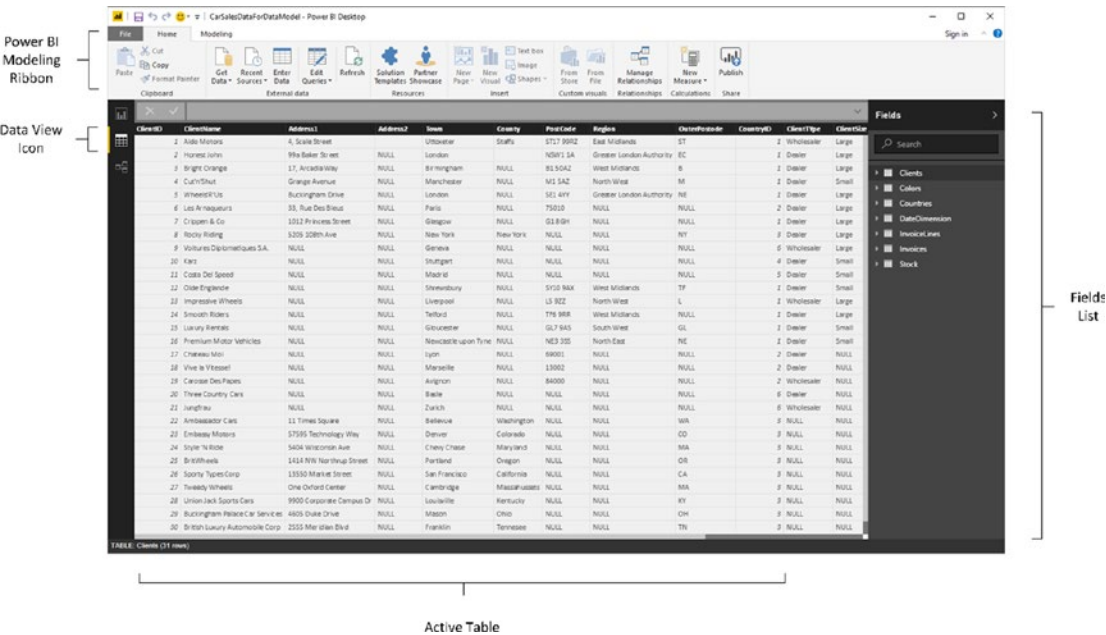 CarSalesDataForDataModel - Power BI Desktop
File Home Modeling Sign in
Power BI
Modeling
Ribbon
Paste
Cut
Copy
Format Painter
Get Data
Recent Sources
Enter Data
Edit Queries
Refresh
Solution Templates
Partner Showcase
New Page
New Visual
Text box
Image
Shapes
From Store
From File
Manage Relationships
New Measure
Publish
Clipboard External data Resources Insert Custom visuals Relationships Calculations Share
Data View
Icon
ClientID ClientName Address1 Address2 Town County PostCode Region OuterPostode CountryID ClientType ClientSize
1 Aldo Motors 4, Scale Street Uttoxeter Staffs ST17 99RZ East Midlands ST 1 Wholesaler Large
2 Honest John 99a Baker Street NULL London NSW1 1A Greater London Authority EC 1 Dealer Large
3 Bright Orange 17, Arcadia Way NULL Birmingham NULL B1 50AZ West Midlands B 1 Dealer Large
4 Cut'n'Shut Grange Avenue NULL Manchester NULL M1 5AZ North West M 1 Dealer Small
5 Wheels'R'Us Buckingham Drive NULL London NULL SE1 4YY Greater London Authority NE 1 Dealer Small
6 Les Arnaqueurs 33, Rue Des Bleus NULL Paris NULL 75010 NULL NULL 2 Dealer Large
7 Crippen & Co 1012 Princess Street NULL Glasgow NULL G1 8GH NULL NULL 1 Dealer Large
8 Rocky Riding 5205 108th Ave NULL New York New York NULL NULL NY 3 Dealer Large
9 Voitures Diplomatiques S.A. NULL NULL Geneva NULL NULL NULL NULL 6 Wholesaler Large
10 Karz NULL NULL Stuttgart NULL NULL NULL NULL 4 Dealer Small
11 Costa Del Speed NULL NULL Madrid NULL NULL NULL NULL 5 Dealer Small
12 Olde Englande NULL NULL Shrewsbury NULL SY10 9AX West Midlands TF 1 Dealer Small
13 Impressive Wheels NULL NULL Liverpool NULL L5 9ZZ North West L 1 Wholesaler Large
14 Smooth Riders NULL NULL Telford NULL TF6 9RR West Midlands NULL 1 Dealer Large
15 Luxury Rentals NULL NULL Gloucester NULL GL7 9AS South West GL 1 Dealer Small
16 Premium Motor Vehicles NULL NULL Newcastle upon Tyne NULL NE3 3SS North East NE 1 Dealer Small
17 Chateau Moi NULL NULL Lyon NULL 69001 NULL NULL 2 Dealer NULL
18 Vive la Vitesse! NULL NULL Marseille NULL 13002 NULL NULL 2 Dealer NULL
19 Carosse Des Papes NULL NULL Avignon NULL 84000 NULL NULL 2 Wholesaler NULL
20 Three Country Cars NULL NULL Basle NULL NULL NULL NULL 6 Dealer NULL
21 Jungfrau NULL NULL Zurich NULL NULL NULL NULL 6 Wholesaler NULL
22 Ambassador Cars 11 Times Square NULL Bellevue Washington NULL NULL WA 3 NULL NULL
23 Embassy Motors 57595 Technology Way NULL Denver Colorado NULL NULL CO 3 NULL NULL
24 Style 'N Ride 5404 Wisconsin Ave NULL Chevy Chase Maryland NULL NULL MA 3 NULL NULL
25 BritWheels 1414 NW Northrup Street NULL Portland Oregon NULL NULL OR 3 NULL NULL
26 Sporty Types Corp 13550 Market Street NULL San Francisco California NULL NULL CA 3 NULL NULL
27 Tweedy Wheels One Oxford Center NULL Cambridge Massahussets NULL NULL MA 3 NULL NULL
28 Union Jack Sports Cars 9900 Corporate Campus Dr NULL Louisville Kentucky NULL NULL KY 3 NULL NULL
29 Buckingham Palace Car Services 4605 Duke Drive NULL Mason Ohio NULL NULL OH 3 NULL NULL
30 British Luxury Automobile Corp 2555 Meridian Blvd NULL Franklin Tennesee NULL NULL TN 3 NULL NULL
TABLE: Clients (31 rows)
Fields
Search
Clients
Colors
Countries
DateDimension
InvoiceLines
Invoices
Stock
Fields
List
Active Table